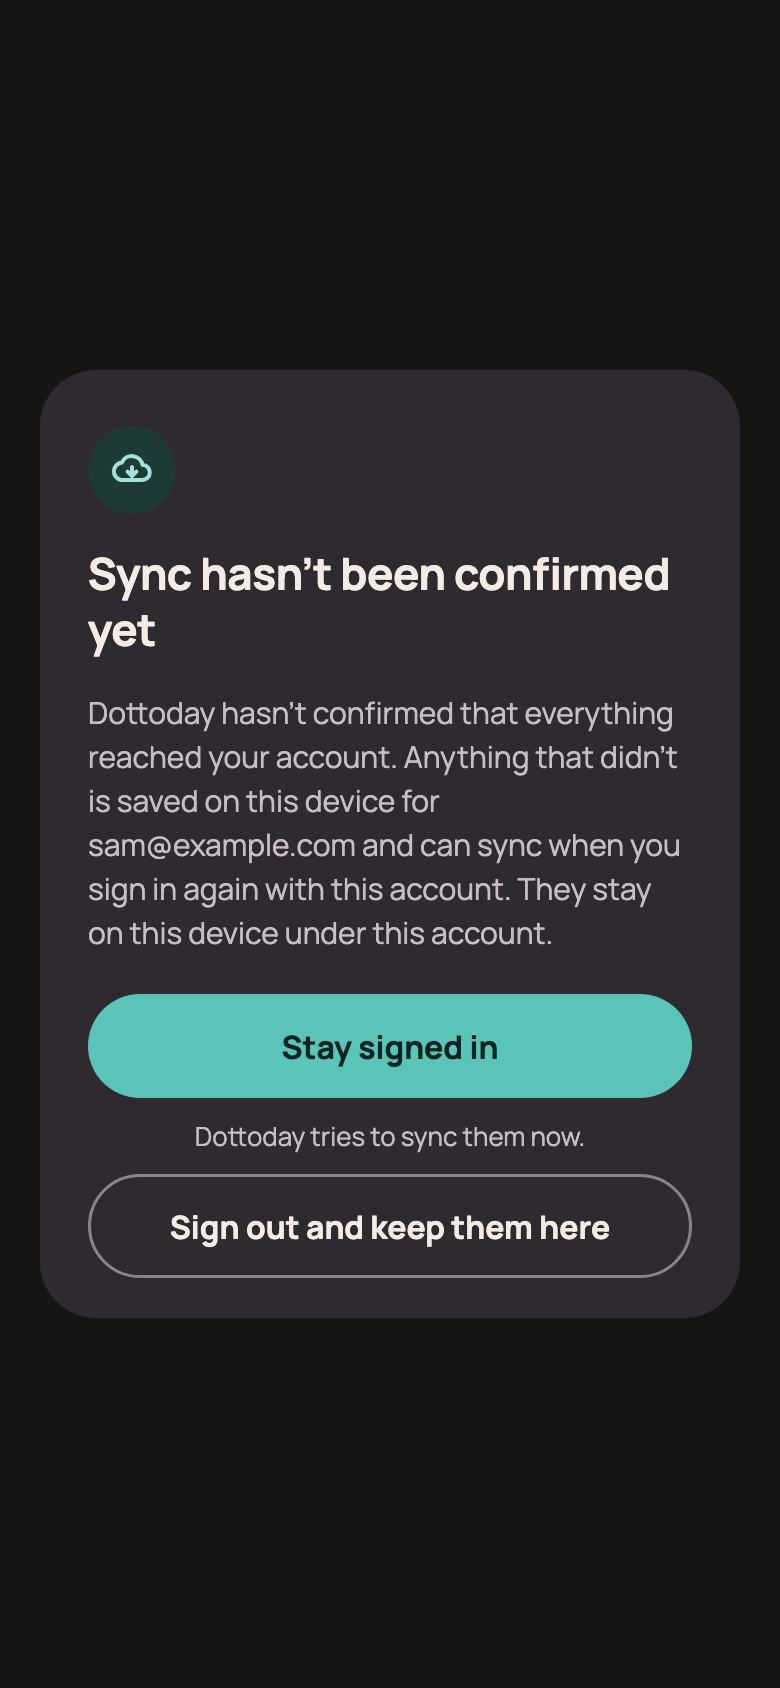 Sync hasn’t been confirmed
yet
Dottoday hasn’t confirmed that everything
reached your account. Anything that didn’t
is saved on this device for
sam@example.com and can sync when you
sign in again with this account. They stay
on this device under this account.
Stay signed in
Dottoday tries to sync them now.
Sign out and keep them here